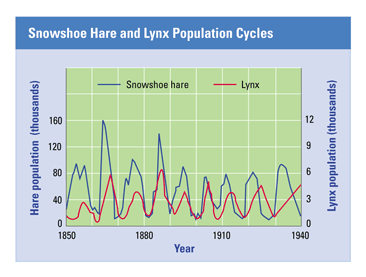 Snowshoe Hare and Lynx Population Cycles
Snowshoe hare
Lynx
Hare population (thousands)
160
120
80
40
0
12
9
6
3
0
Lynx population (thousands)
1850
1880
1910
1940
Year